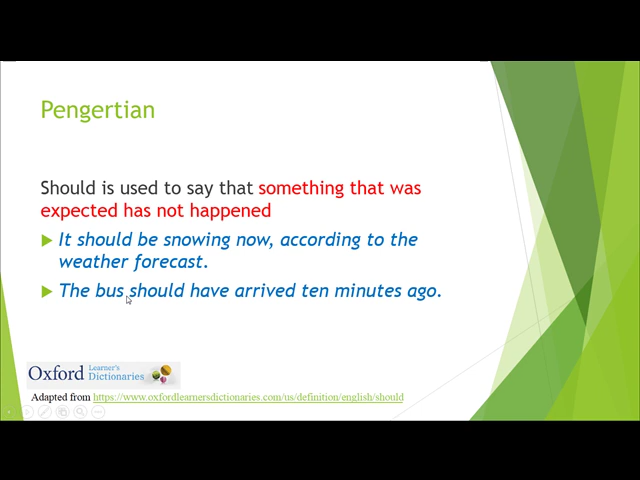 Pengertian
Should is used to say that something that was
expected has not happened
It should be snowing now, according to the
weather forecast.
The bus should have arrived ten minutes ago.
Oxford Learner's Dictionaries
Adapted from https://www.oxfordlearnersdictionaries.com/us/definition/english/should